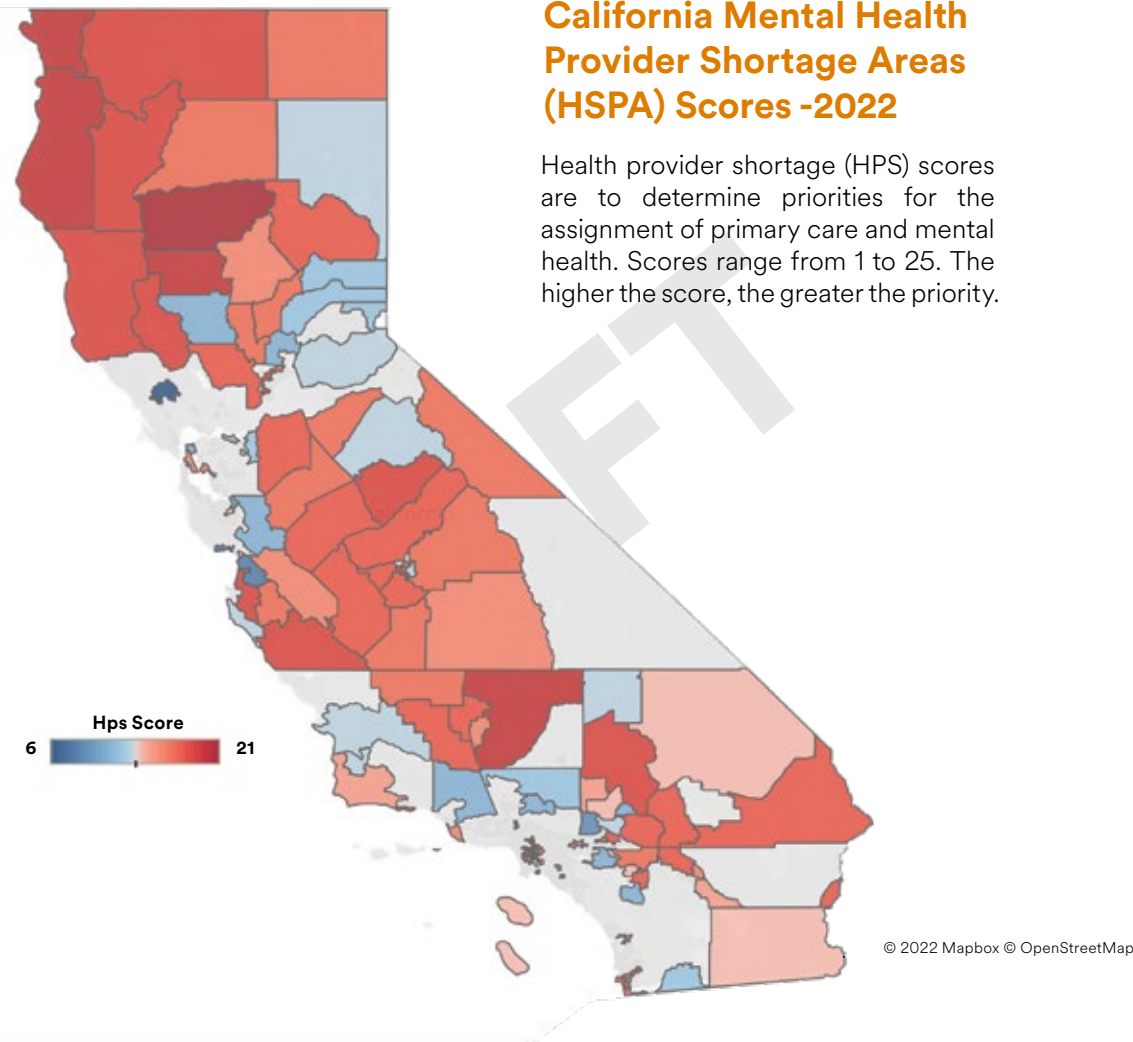 California Mental Health
Provider Shortage Areas
(HSPA) Scores -2022
Health provider shortage (HPS) scores
are to determine priorities for the
assignment of primary care and mental
health. Scores range from 1 to 25. The
higher the score, the greater the priority.
FT
Hps Score
6
21
© 2022 Mapbox © OpenStreetMap